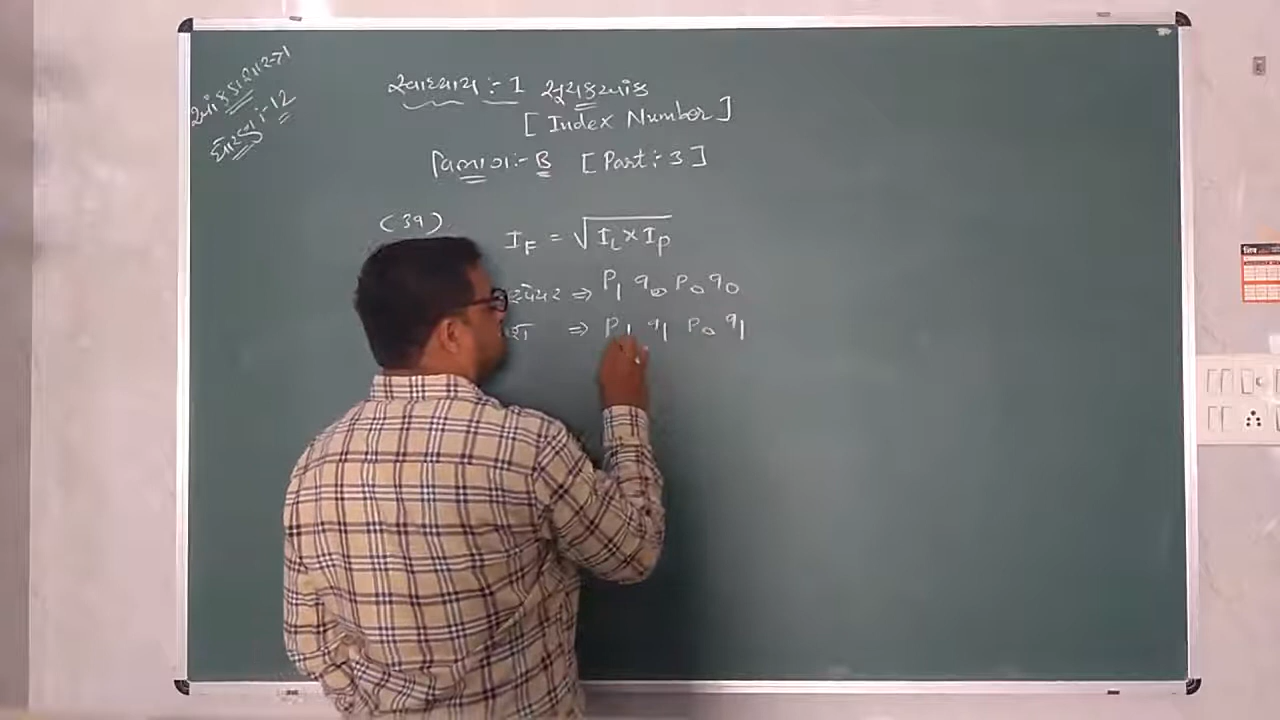 આંકડાશાસ્ત્ર
ધોરણ :- 12
સ્વાધ્યાય :- 1 સૂચકઆંક
[ Index Number ]
વિભાગ :- B [ Part :- 3 ]
(39)
I_F = √(I_L × I_P)
⇒ P₁ q₀ P₀ q₀
⇒ P₁ q₁ P₀ q₁